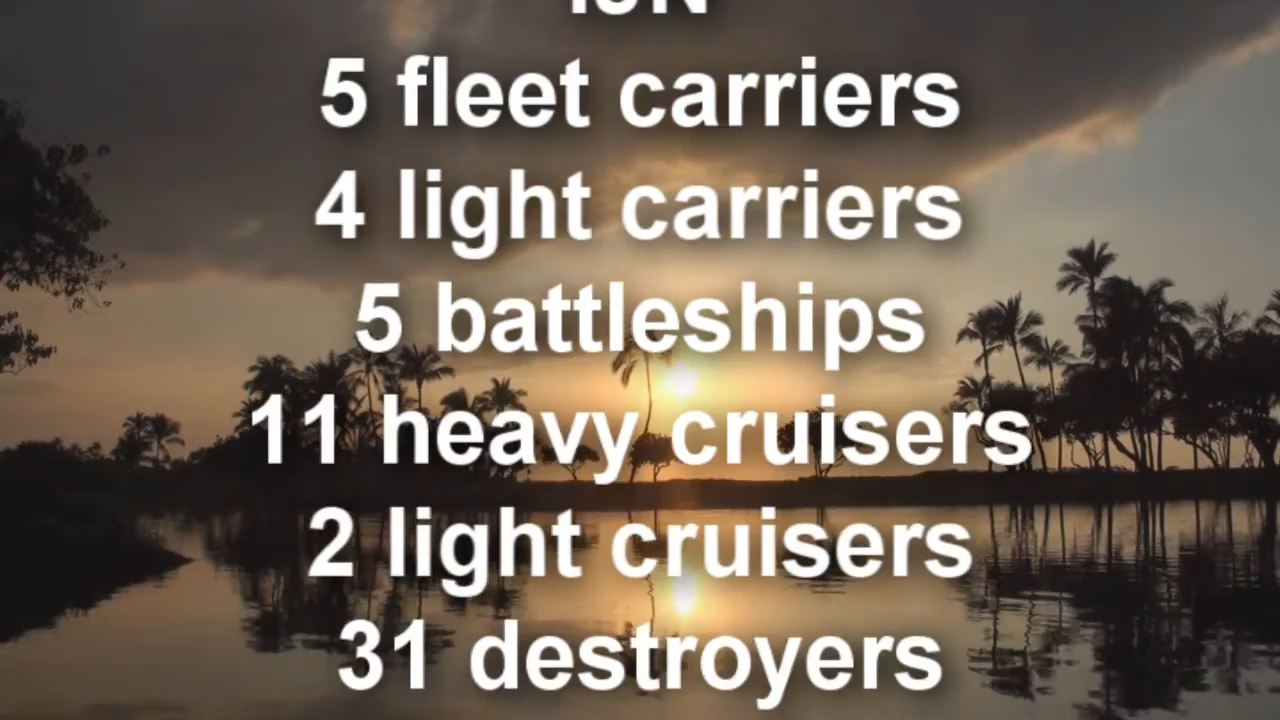 5 fleet carriers
4 light carriers
5 battleships
11 heavy cruisers
2 light cruisers
31 destroyers